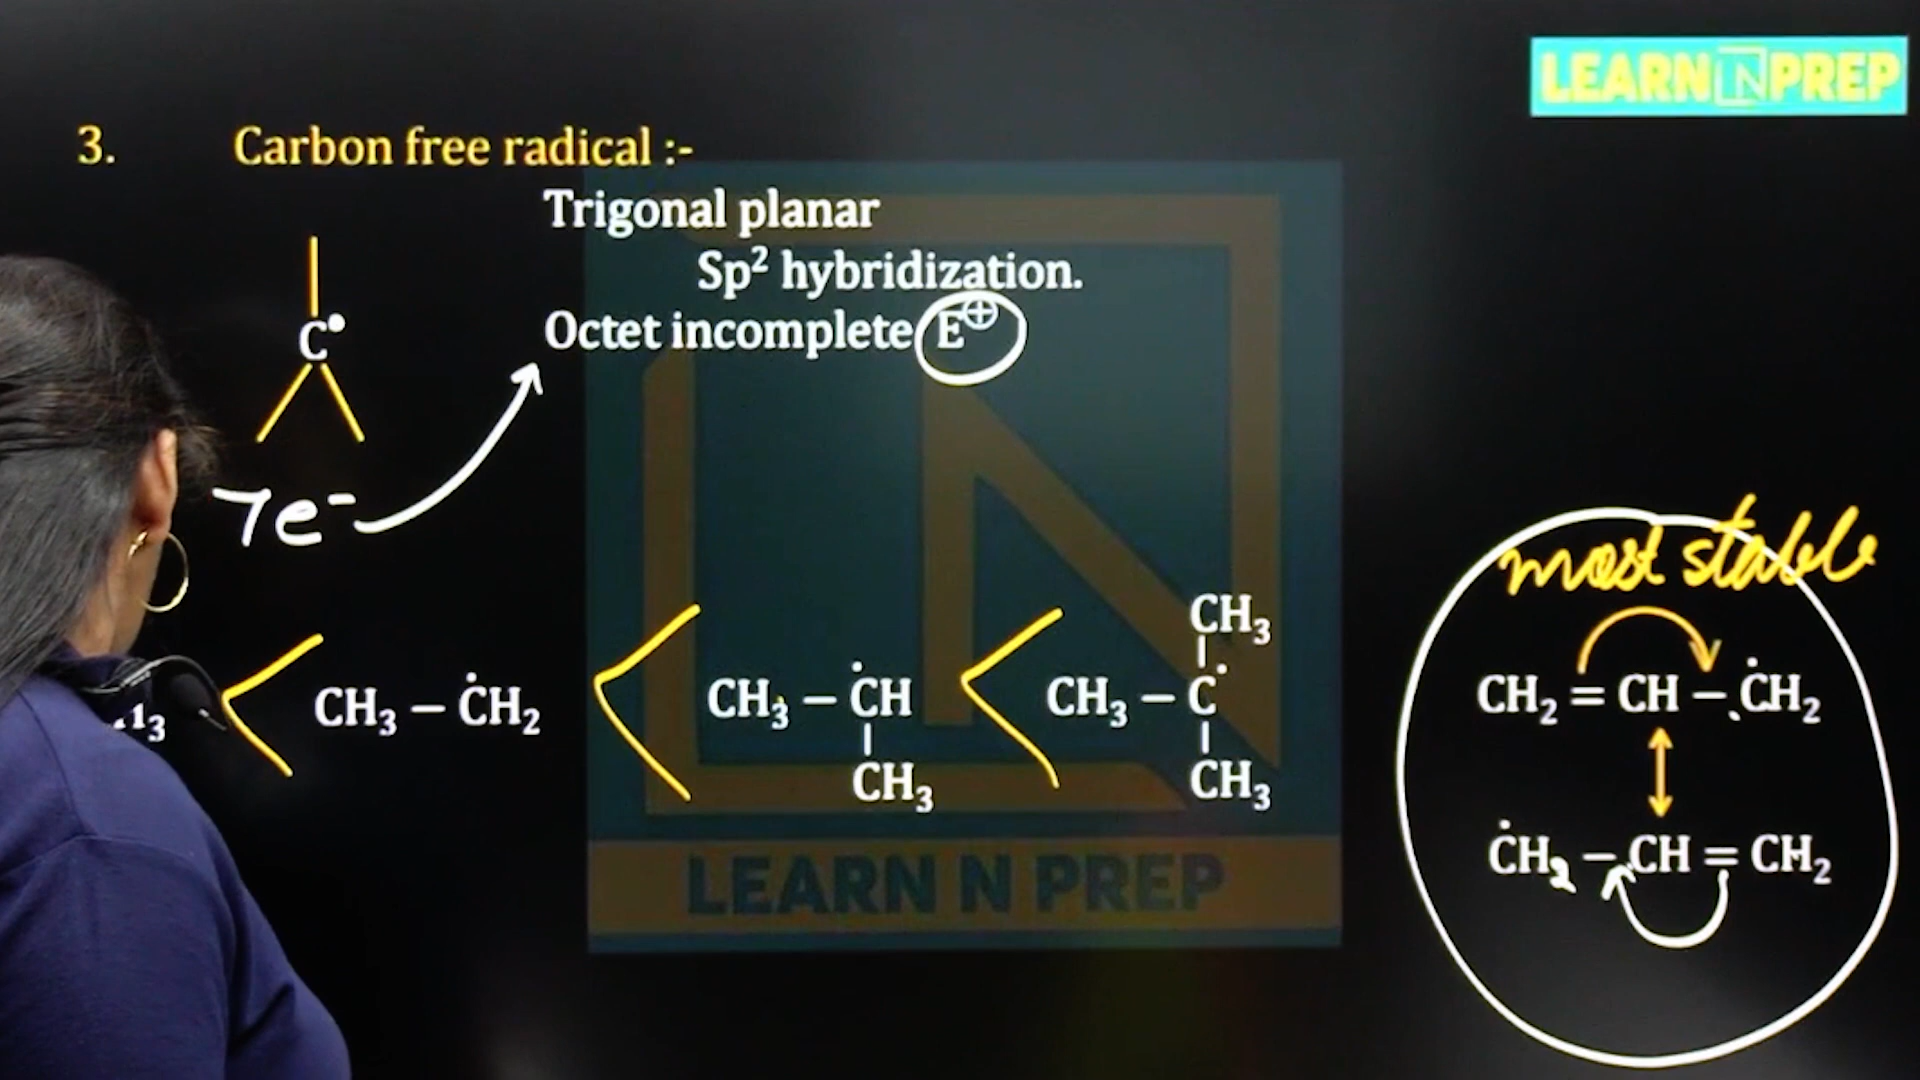 LEARN N PREP
3. Carbon free radical :-
Trigonal planar
Sp² hybridization.
Octet incomplete E⊕
C•
7e⁻
most stable
CH₃
|
H₃ < CH₃ – ĊH₂ < CH₃ – ĊH < CH₃ – Ċ
| |
CH₃ CH₃
CH₂ = CH – ĊH₂
ĊH₂ – CH = CH₂
LEARN N PREP